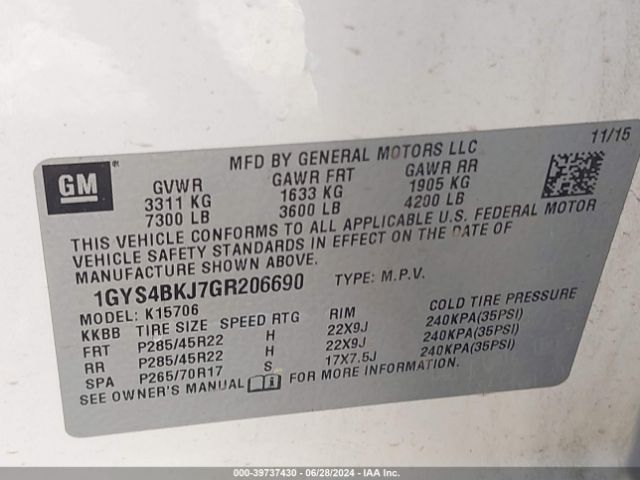 11/15
GM
MFD BY GENERAL MOTORS LLC
GVWR GAWR FRT GAWR RR
3311 KG 1633 KG 1905 KG
7300 LB 3600 LB 4200 LB
THIS VEHICLE CONFORMS TO ALL APPLICABLE U.S. FEDERAL MOTOR
VEHICLE SAFETY STANDARDS IN EFFECT ON THE DATE OF
MANUFACTURE SHOWN ABOVE.
1GYS4BKJ7GR206690 TYPE: M.P.V.
MODEL: K15706
KKBB TIRE SIZE SPEED RTG RIM COLD TIRE PRESSURE
FRT P285/45R22 H 22X9J 240KPA(35PSI)
RR P285/45R22 H 22X9J 240KPA(35PSI)
SPA P265/70R17 S 17X7.5J 240KPA(35PSI)
SEE OWNER'S MANUAL i FOR MORE INFORMATION.
000-39737430 - 06/28/2024 - IAA Inc.